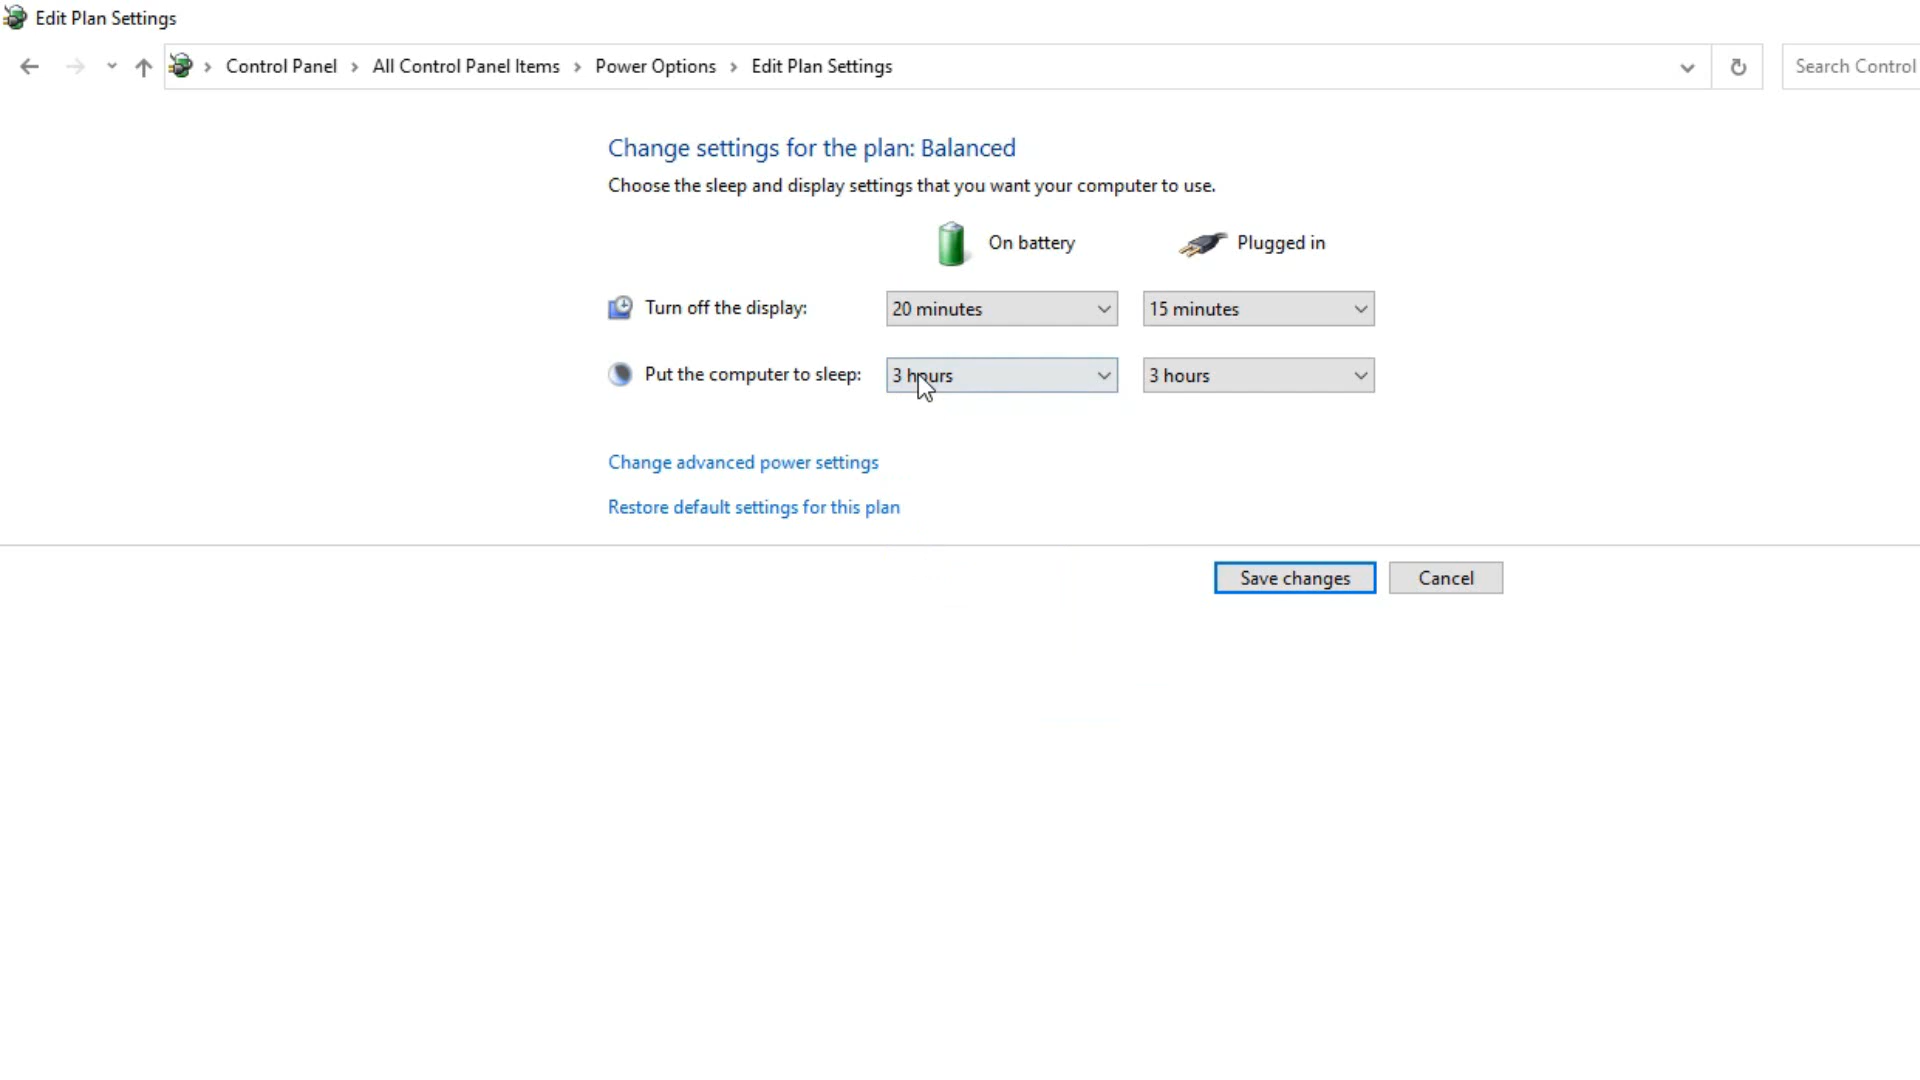 Edit Plan Settings
Control Panel > All Control Panel Items > Power Options > Edit Plan Settings
Search Control
Change settings for the plan: Balanced
Choose the sleep and display settings that you want your computer to use.
On battery Plugged in
Turn off the display: 20 minutes 15 minutes
Put the computer to sleep: 3 hours 3 hours
Change advanced power settings
Restore default settings for this plan
Save changes Cancel